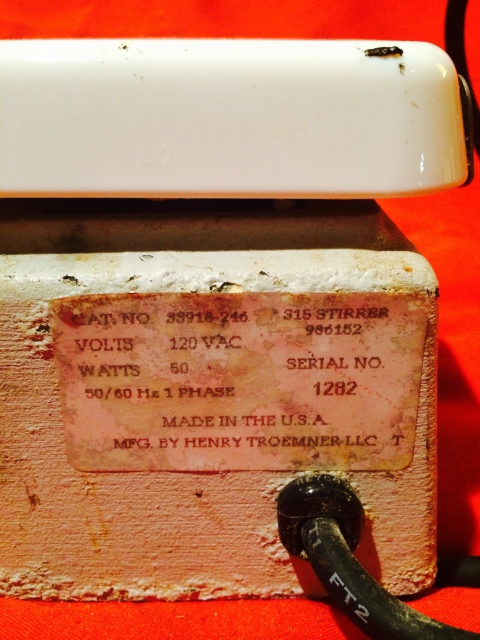 CAT. NO. 33918-246 315 STIRRER
986152
VOLTS 120 VAC
WATTS 50 SERIAL NO.
50/60 Hz 1 PHASE 1282
MADE IN THE U.S.A.
MFG. BY HENRY TROEMNER LLC T
FT2